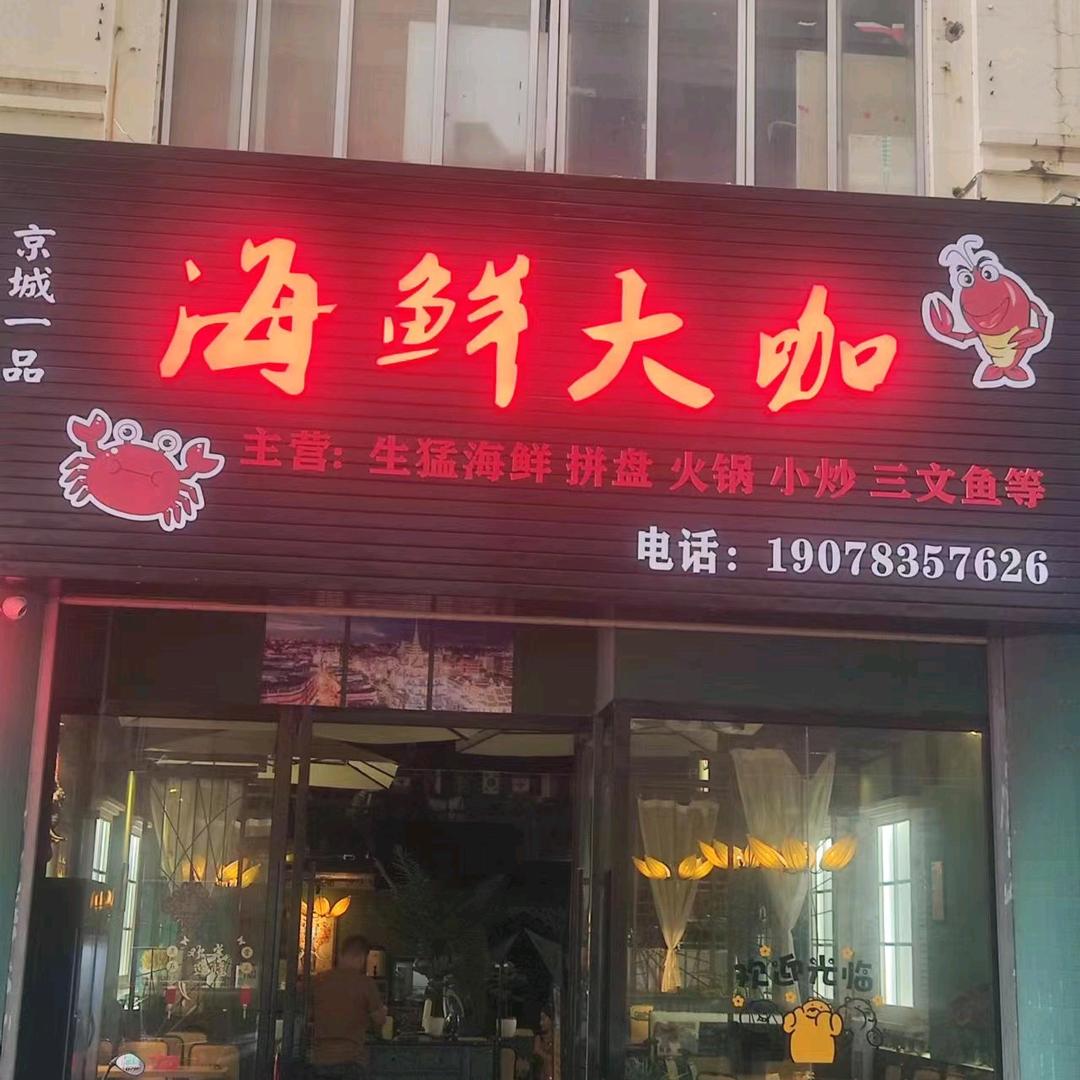 京城一品
海鲜大咖
主营：生猛海鲜 拼盘 火锅 小炒 三文鱼等
电话：19078357626
欢迎光临